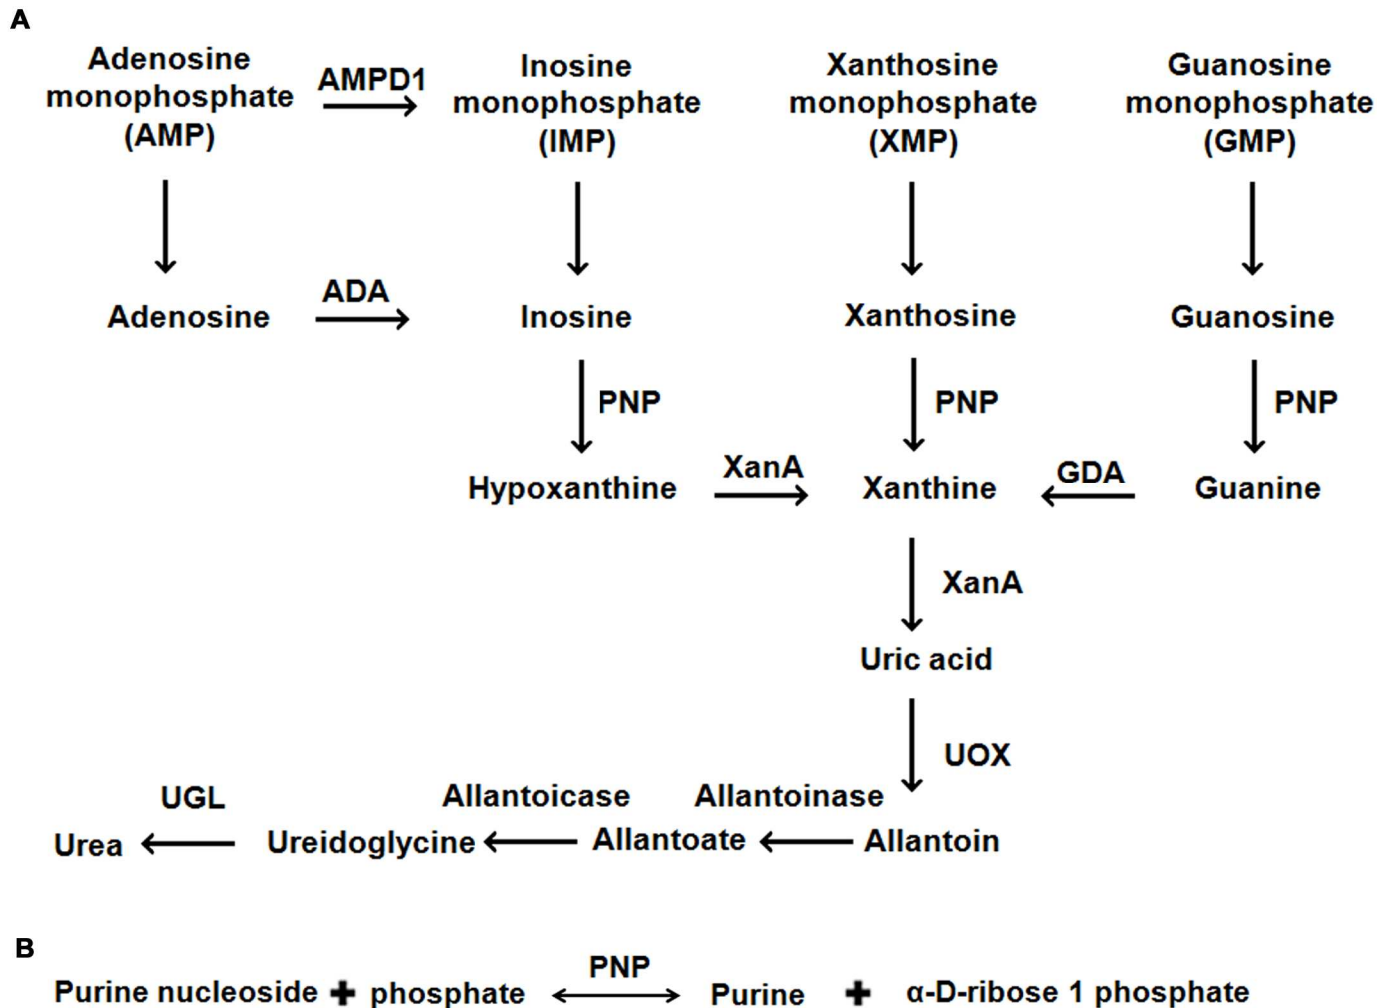 A
Adenosine
monophosphate
(AMP)
AMPD1
Inosine
monophosphate
(IMP)
Xanthosine
monophosphate
(XMP)
Guanosine
monophosphate
(GMP)
Adenosine
ADA
Inosine
Xanthosine
Guanosine
PNP
PNP
PNP
Hypoxanthine
XanA
Xanthine
GDA
Guanine
XanA
Uric acid
UOX
UGL
Allantoicase
Allantoinase
Urea
Ureidoglycine
Allantoate
Allantoin
B
Purine nucleoside + phosphate PNP Purine + α-D-ribose 1 phosphate